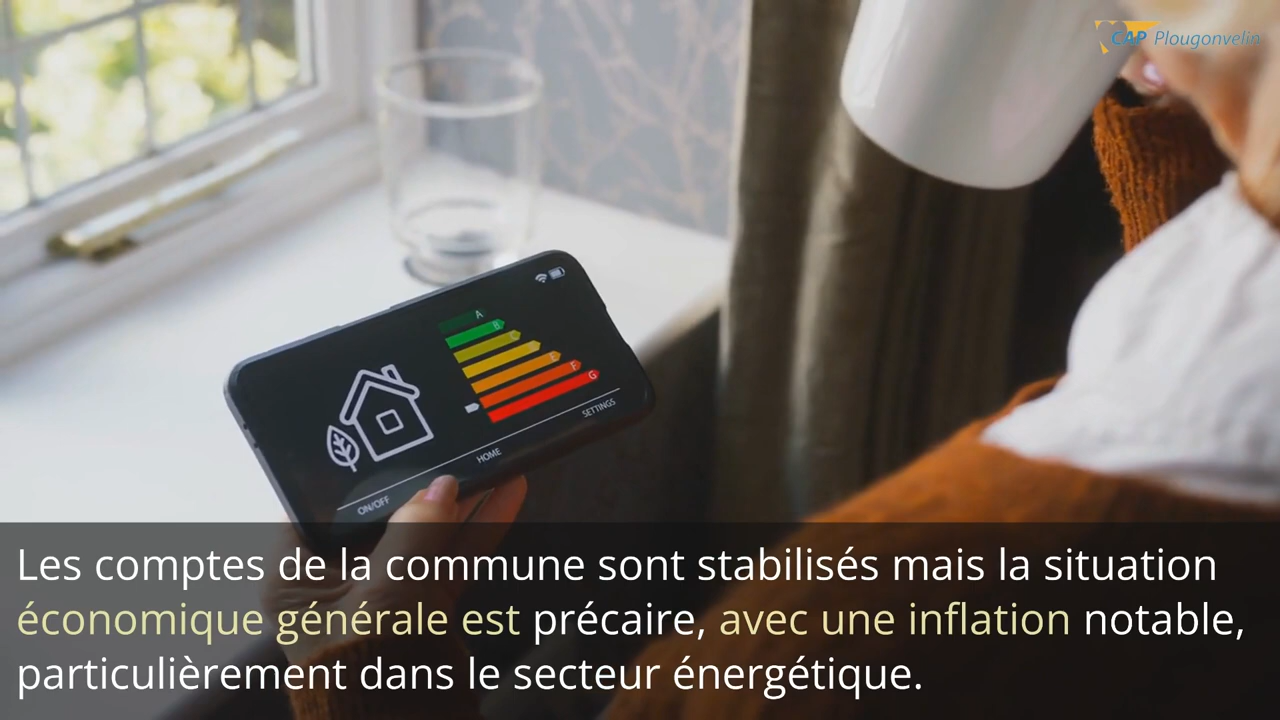 CAP Plougonvelin
A
B
C
E
F
G
SETTINGS
HOME
ON/OFF
Les comptes de la commune sont stabilisés mais la situation
économique générale est précaire, avec une inflation notable,
particulièrement dans le secteur énergétique.